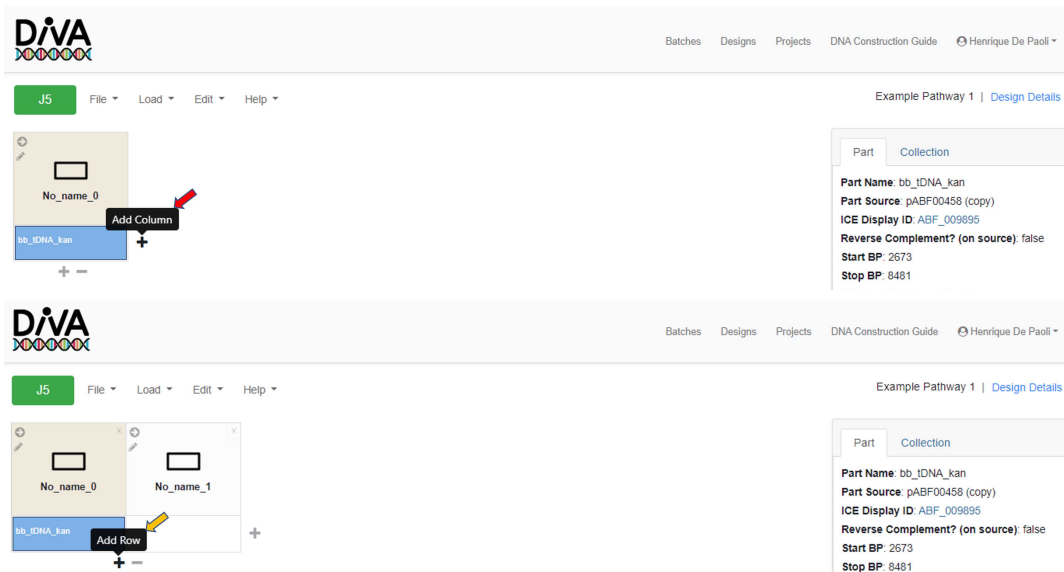 DiVA
Batches Designs Projects DNA Construction Guide Henrique De Paoli
J5 File Load Edit Help
Example Pathway 1 | Design Details
No_name_0
Add Column
bb_tDNA_kan
Part Collection
Part Name: bb_tDNA_kan
Part Source: pABF00458 (copy)
ICE Display ID: ABF_009895
Reverse Complement? (on source): false
Start BP: 2673
Stop BP: 8481
DiVA
Batches Designs Projects DNA Construction Guide Henrique De Paoli
J5 File Load Edit Help
Example Pathway 1 | Design Details
No_name_0 No_name_1
bb_tDNA_kan
Add Row
Part Collection
Part Name: bb_tDNA_kan
Part Source: pABF00458 (copy)
ICE Display ID: ABF_009895
Reverse Complement? (on source): false
Start BP: 2673
Stop BP: 8481